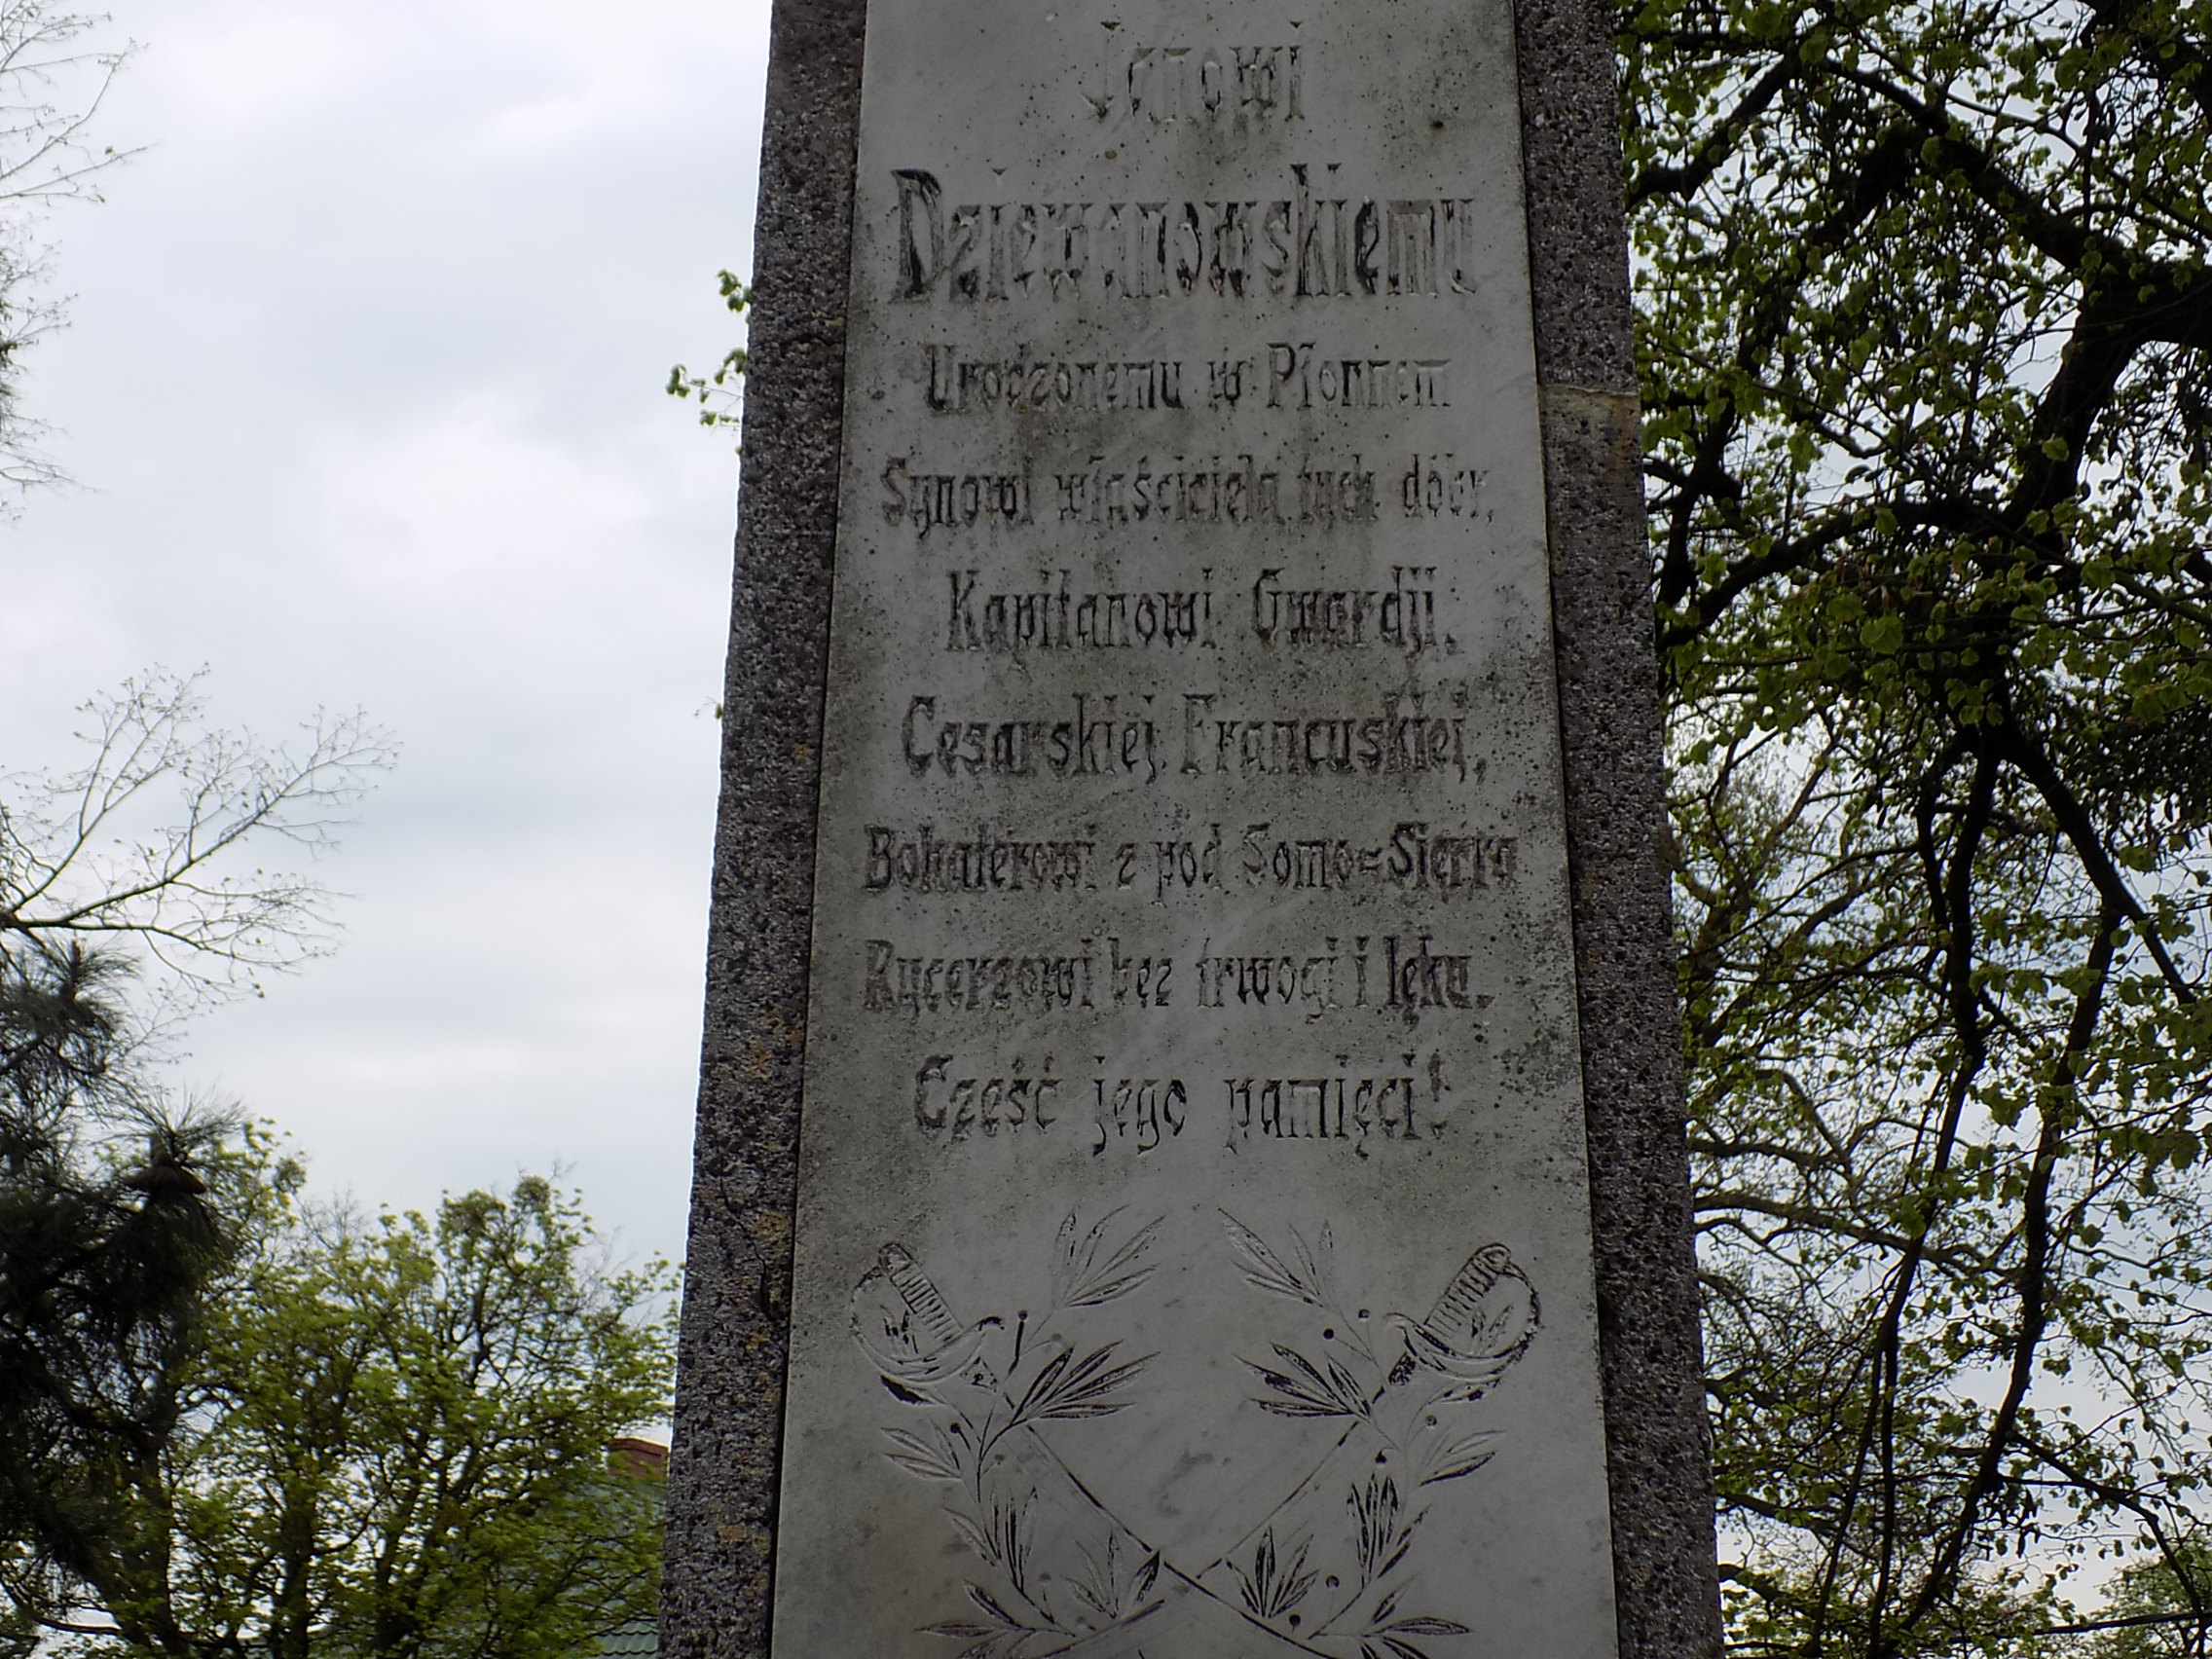 Janowi
Dziewanowskiemu
Urodzonemu w Płonnem
Synowi właściciela tych dóbr,
Kapitanowi Gwardji,
Cesarskiej Francuskiej,
Bohaterowi z pod Somo=Sierra
Rycerzowi bez trwogi i lęku.
Cześć jego pamięci!